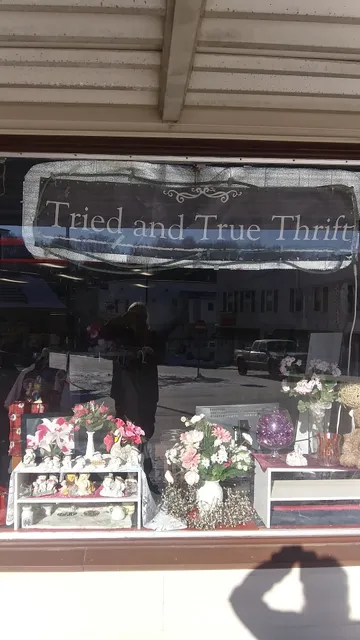 Tried and True Thrift